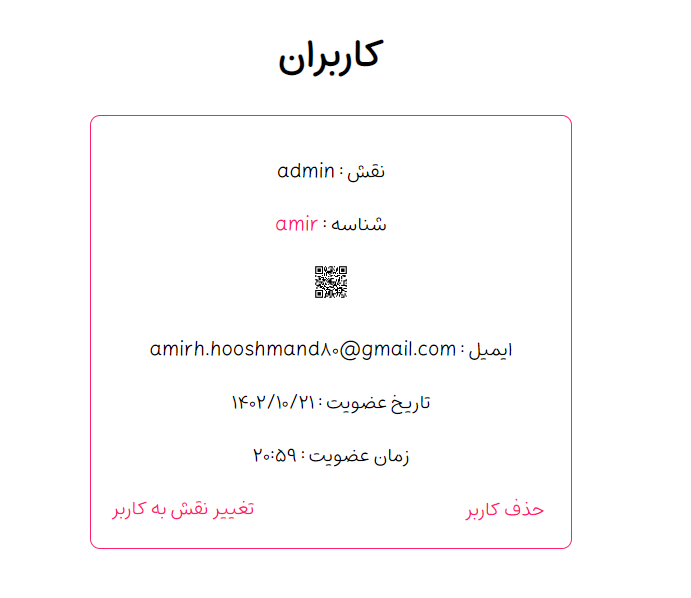 کاربران
نقش : admin
شناسه : amir
ایمیل : amirh.hooshmand۸۰@gmail.com
تاریخ عضویت : ۱۴۰۲/۱۰/۲۱
زمان عضویت : ۲۰:۵۹
حذف کاربر
تغییر نقش به کاربر